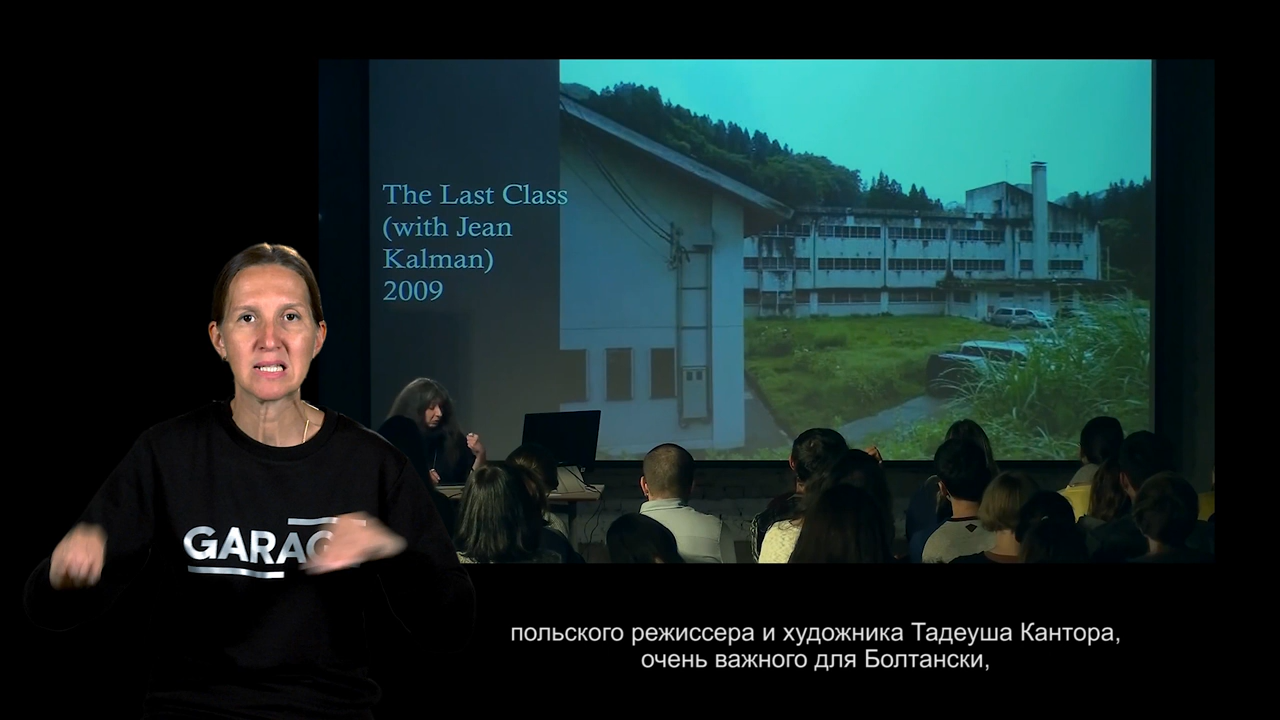 The Last Class
(with Jean
Kalman)
2009
GARAG
польского режиссера и художника Тадеуша Кантора,
очень важного для Болтански,